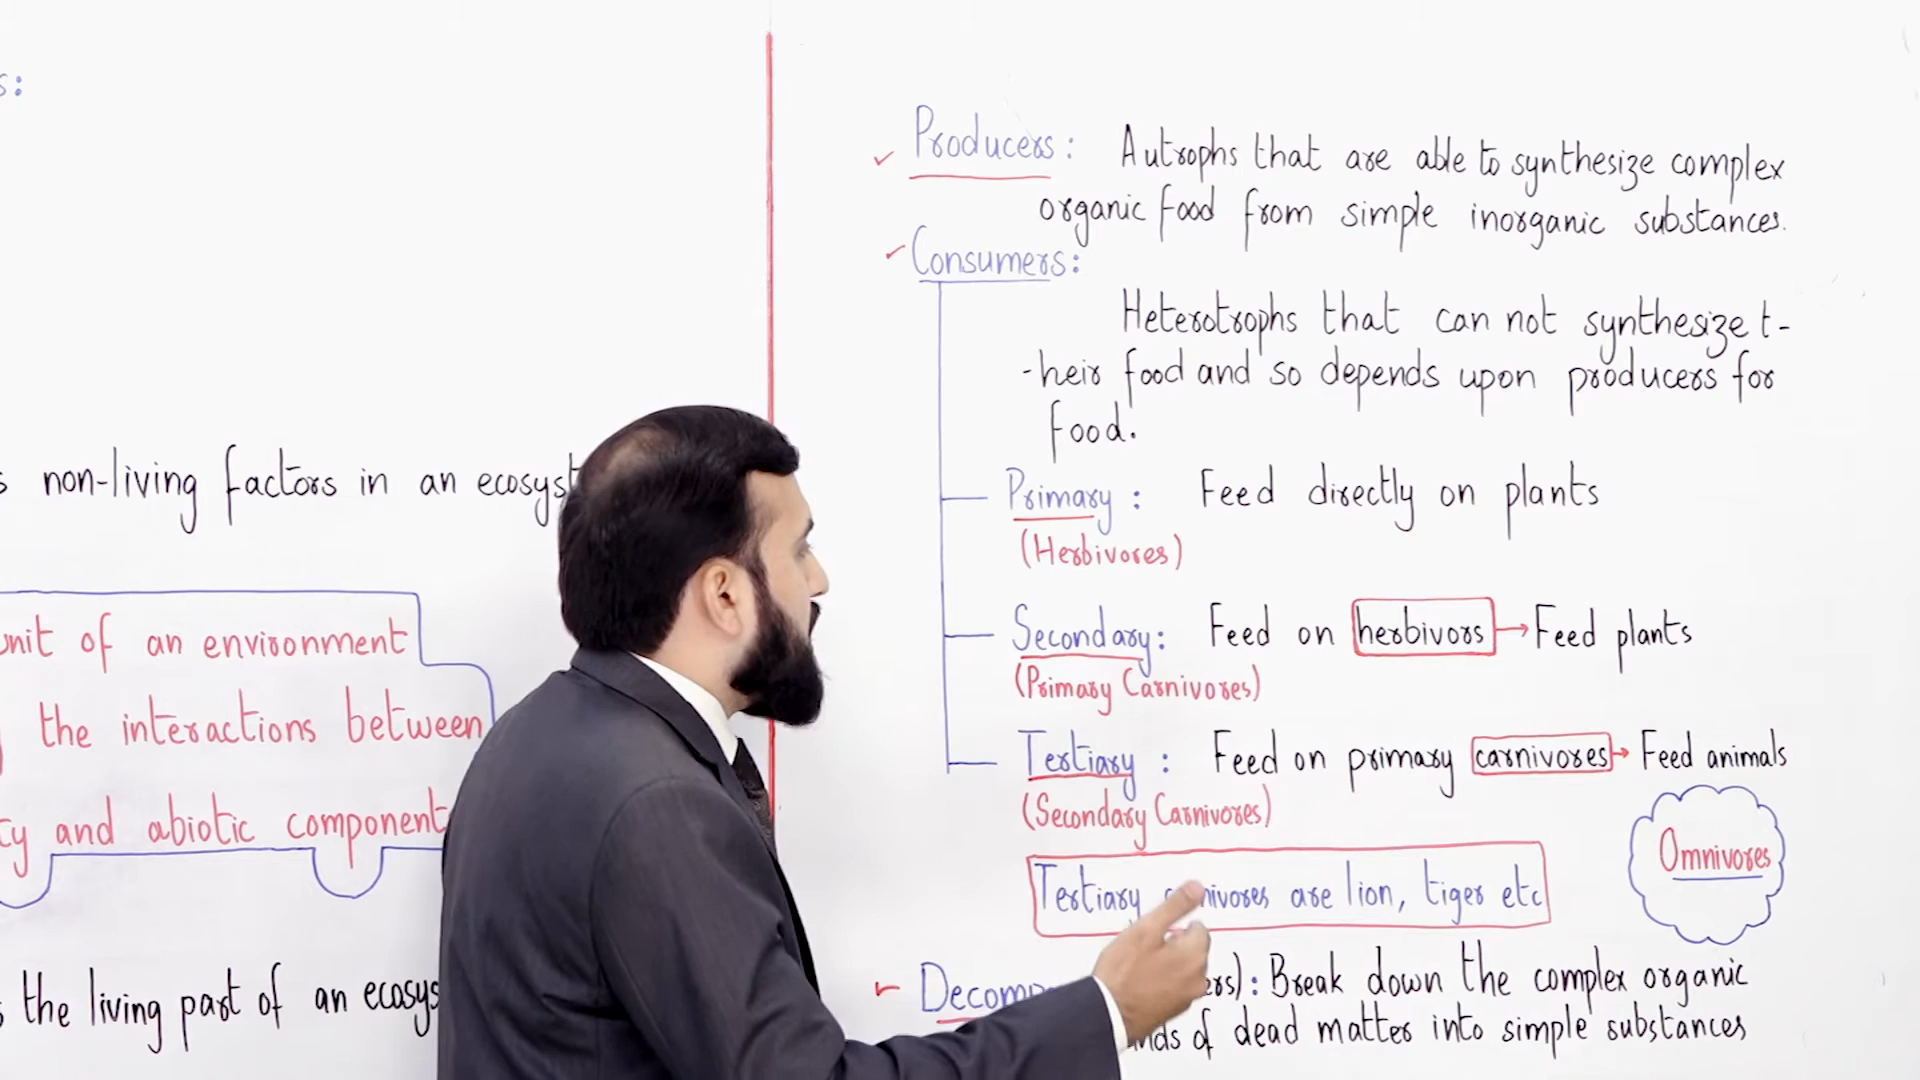 s:
non-living factors in an
unit of an environment
the interactions between
and abiotic component
the living part of an
Producers: Autrophs that are able to synthesize complex
organic food from simple inorganic substances.
Consumers:
Heterotrophs that can not synthesize t-
-heir food and so depends upon producers for
food.
Primary: Feed directly on plants
(Herbivores)
Secondary: Feed on herbivors → Feed plants
(Primary Carnivores)
Tertiary: Feed on primary carnivores → Feed animals
(Secondary Carnivores)
Omnivores
Tertiary carnivores are lion, tiger etc
Break down the complex organic
of dead matter into simple substances